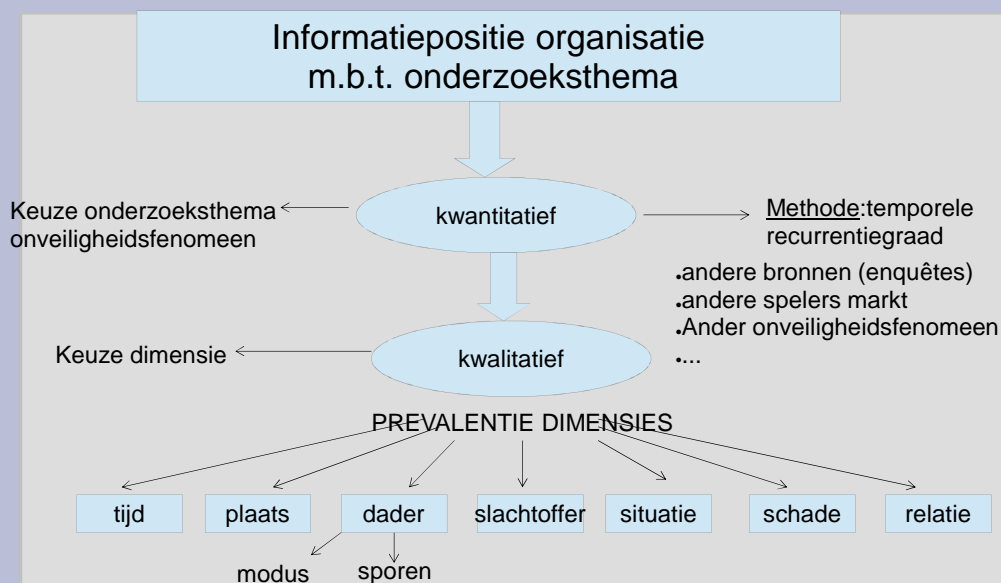 Informatiepositie organisatie
m.b.t. onderzoeksthema
kwantitatief
Keuze onderzoeksthema
onveiligheidsfenomeen
Methode:temporele
recurrentiegraad
•andere bronnen (enquêtes)
•andere spelers markt
•Ander onveiligheidsfenomeen
•...
Keuze dimensie
kwalitatief
PREVALENTIE DIMENSIES
tijd
plaats
dader
slachtoffer
situatie
schade
relatie
modus
sporen